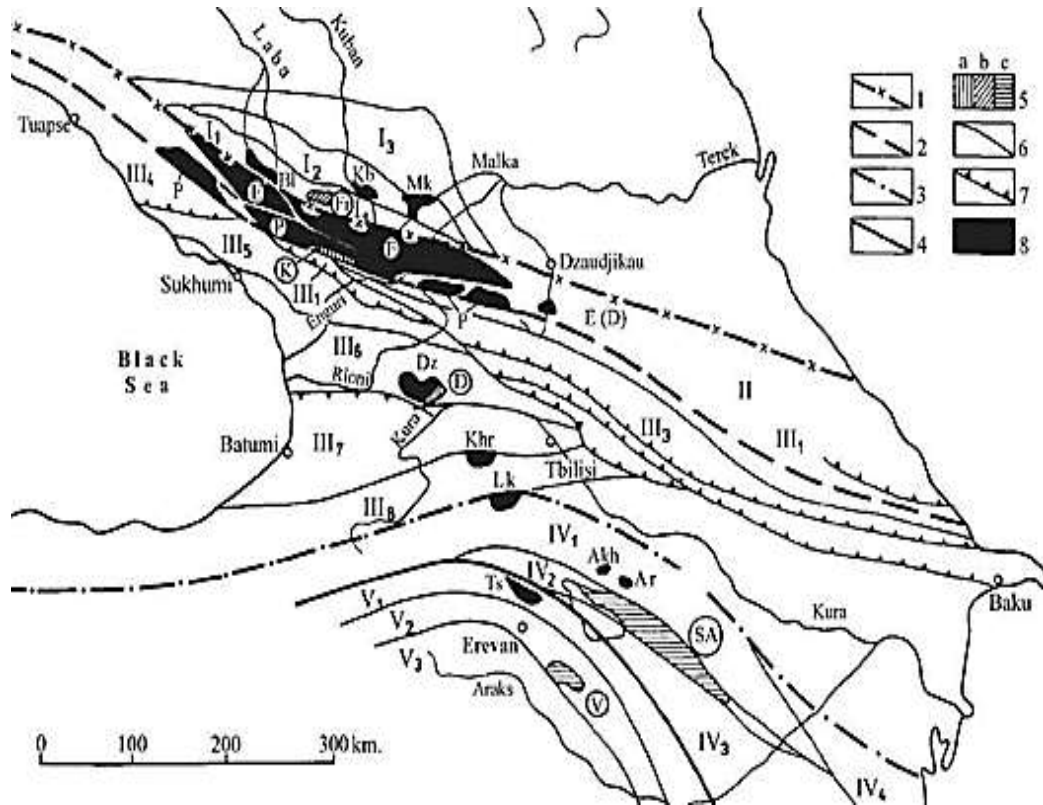 Laba
Kuban
a b c
1
5
2
6
3
7
4
8
Tuapse
I₁
I₂
I₃
Malka
Terek
Kb
Mk
Bl
F
F
III₄
P
P
K
III₅
Sukhumi
III₁
Enguri
P
Dzaudjikau
E (D)
Black
Sea
III₆
Rioni
Dz
D
II
III₃
III₁
Batumi
III₇
Kura
Khr
Tbilisi
Lk
III₈
IV₁
Akh
Ar
IV₂
Ts
V₁
V₂
V₃
Erevan
Araks
V
SA
Kura
Baku
IV₃
IV₄
0 100 200 300 km.